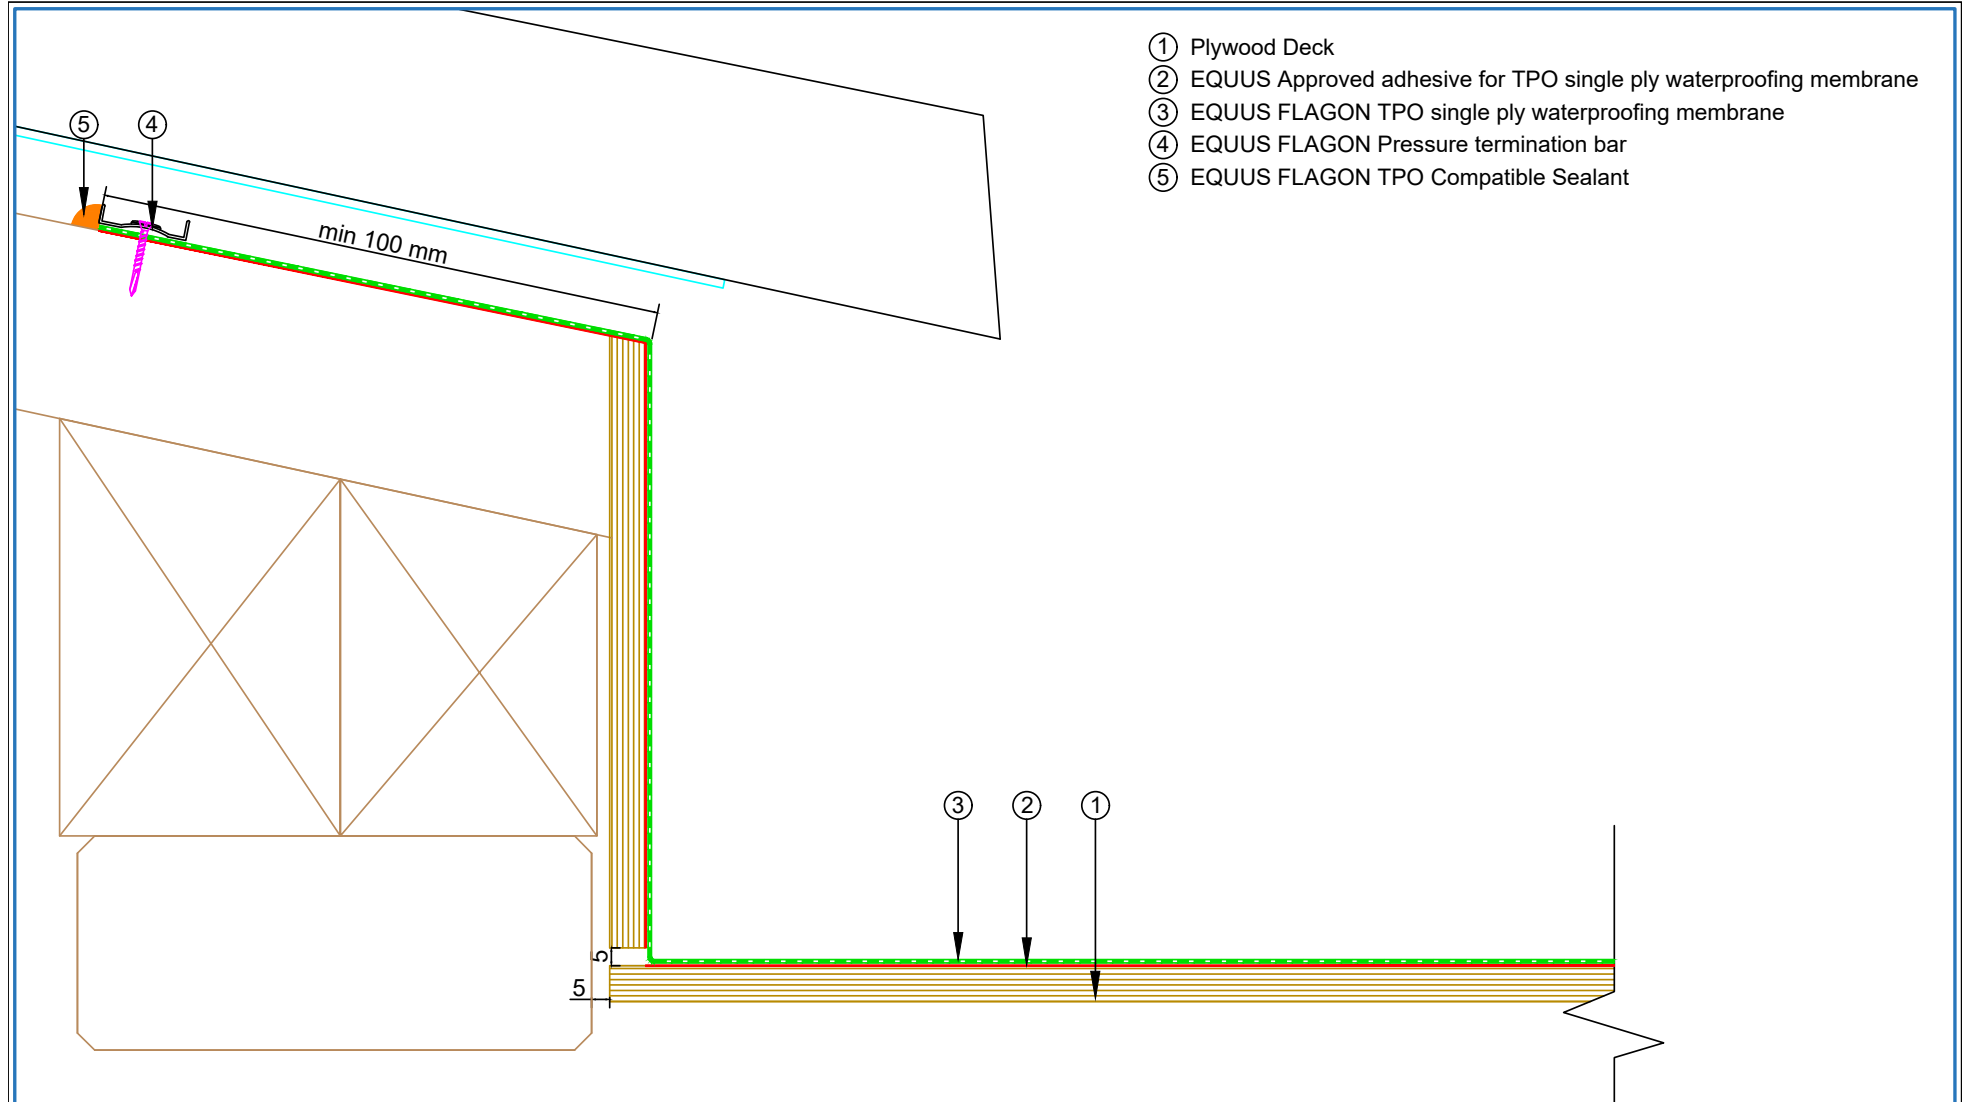 ① Plywood Deck
② EQUUS Approved adhesive for TPO single ply waterproofing membrane
③ EQUUS FLAGON TPO single ply waterproofing membrane
④ EQUUS FLAGON Pressure termination bar
⑤ EQUUS FLAGON TPO Compatible Sealant
⑤ ④
min 100 mm
③ ② ①
5
5